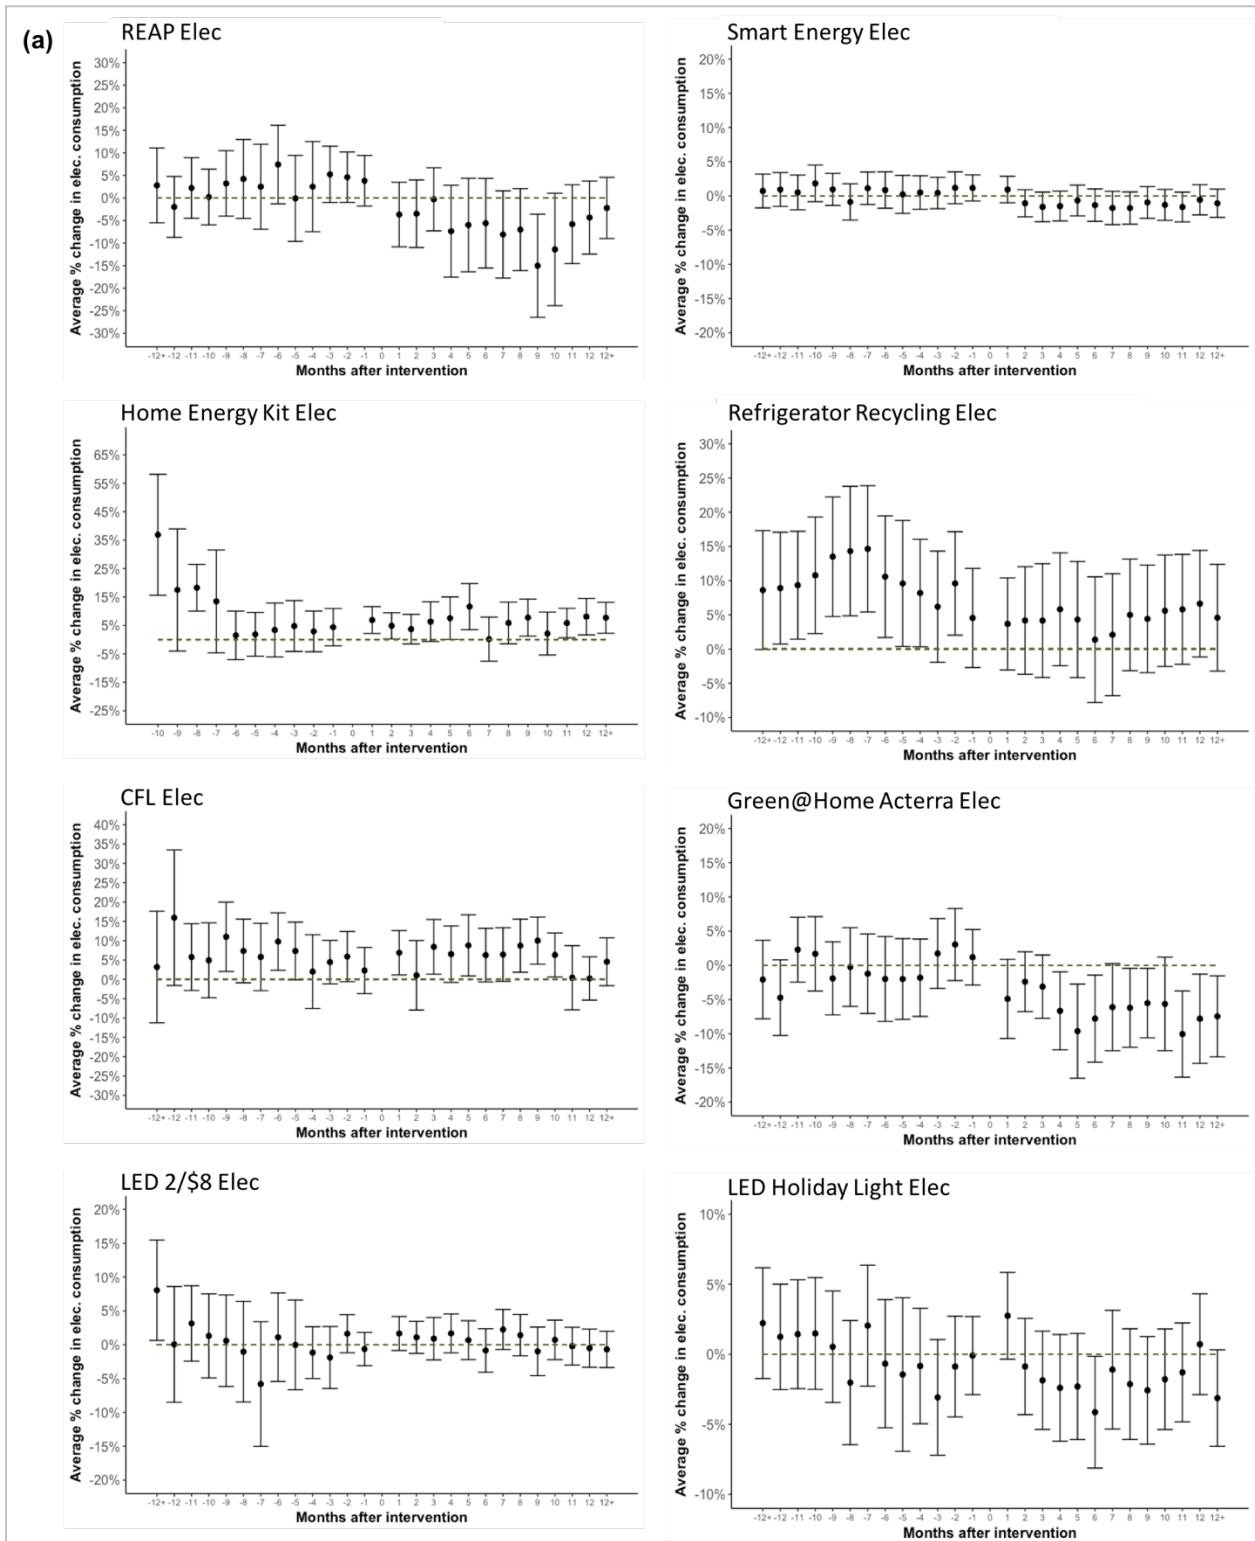 (a)
REAP Elec
Average % change in elec. consumption
30%
25%
20%
15%
10%
5%
0%
-5%
-10%
-15%
-20%
-25%
-30%
-12+ -12 -11 -10 -9 -8 -7 -6 -5 -4 -3 -2 -1 0 1 2 3 4 5 6 7 8 9 10 11 12 12+
Months after intervention
Smart Energy Elec
Average % change in elec. consumption
20%
15%
10%
5%
0%
-5%
-10%
-15%
-20%
-12+ -12 -11 -10 -9 -8 -7 -6 -5 -4 -3 -2 -1 0 1 2 3 4 5 6 7 8 9 10 11 12 12+
Months after intervention
Home Energy Kit Elec
Average % change in elec. consumption
65%
55%
45%
35%
25%
15%
5%
-5%
-15%
-25%
-10 -9 -8 -7 -6 -5 -4 -3 -2 -1 0 1 2 3 4 5 6 7 8 9 10 11 12 12+
Months after intervention
Refrigerator Recycling Elec
Average % change in elec. consumption
30%
25%
20%
15%
10%
5%
0%
-5%
-10%
-12+ -12 -11 -10 -9 -8 -7 -6 -5 -4 -3 -2 -1 0 1 2 3 4 5 6 7 8 9 10 11 12 12+
Months after intervention
CFL Elec
Average % change in elec. consumption
40%
35%
30%
25%
20%
15%
10%
5%
0%
-5%
-10%
-15%
-20%
-25%
-30%
-12+ -12 -11 -10 -9 -8 -7 -6 -5 -4 -3 -2 -1 0 1 2 3 4 5 6 7 8 9 10 11 12 12+
Months after intervention
Green@Home Acterra Elec
Average % change in elec. consumption
20%
15%
10%
5%
0%
-5%
-10%
-15%
-20%
-12+ -12 -11 -10 -9 -8 -7 -6 -5 -4 -3 -2 -1 0 1 2 3 4 5 6 7 8 9 10 11 12 12+
Months after intervention
LED 2/$8 Elec
Average % change in elec. consumption
20%
15%
10%
5%
0%
-5%
-10%
-15%
-20%
-12+ -12 -11 -10 -9 -8 -7 -6 -5 -4 -3 -2 -1 0 1 2 3 4 5 6 7 8 9 10 11 12 12+
Months after intervention
LED Holiday Light Elec
Average % change in elec. consumption
10%
5%
0%
-5%
-10%
-12+ -12 -11 -10 -9 -8 -7 -6 -5 -4 -3 -2 -1 0 1 2 3 4 5 6 7 8 9 10 11 12 12+
Months after intervention